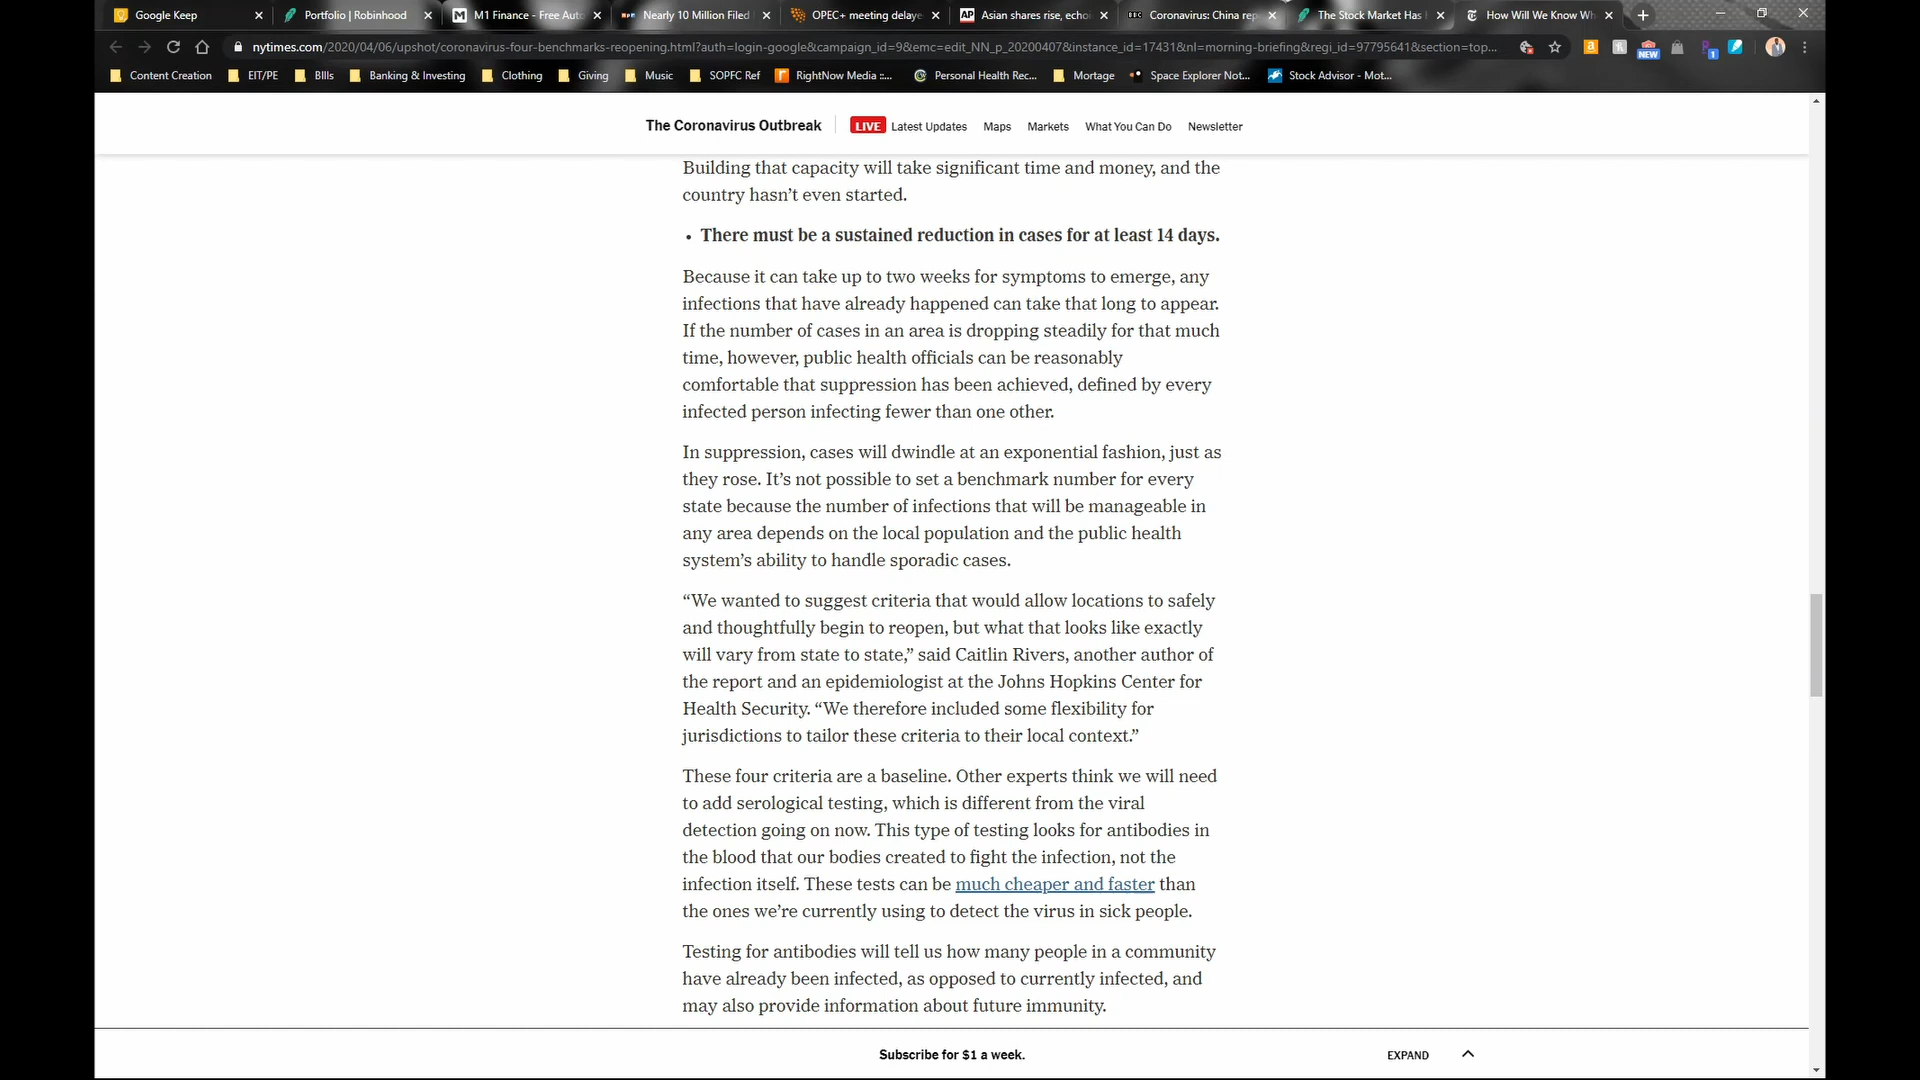 Google Keep
Portfolio | Robinhood
M1 Finance - Free Auto
Nearly 10 Million Filed
OPEC+ meeting delaye
Asian shares rise, echo
Coronavirus: China rep
The Stock Market Has
How Will We Know Wh
nytimes.com/2020/04/06/upshot/coronavirus-four-benchmarks-reopening.html?auth=login-google&campaign_id=9&emc=edit_NN_p_20200407&instance_id=17431&nl=morning-briefing&regi_id=97795641&section=top...
NEW
1
Content Creation
EIT/PE
BIlls
Banking & Investing
Clothing
Giving
Music
SOPFC Ref
RightNow Media ::...
Personal Health Rec...
Mortage
Space Explorer Not...
Stock Advisor - Mot...
The Coronavirus Outbreak
LIVE Latest Updates
Maps
Markets
What You Can Do
Newsletter
Building that capacity will take significant time and money, and the
country hasn’t even started.
• There must be a sustained reduction in cases for at least 14 days.
Because it can take up to two weeks for symptoms to emerge, any
infections that have already happened can take that long to appear.
If the number of cases in an area is dropping steadily for that much
time, however, public health officials can be reasonably
comfortable that suppression has been achieved, defined by every
infected person infecting fewer than one other.
In suppression, cases will dwindle at an exponential fashion, just as
they rose. It’s not possible to set a benchmark number for every
state because the number of infections that will be manageable in
any area depends on the local population and the public health
system’s ability to handle sporadic cases.
“We wanted to suggest criteria that would allow locations to safely
and thoughtfully begin to reopen, but what that looks like exactly
will vary from state to state,” said Caitlin Rivers, another author of
the report and an epidemiologist at the Johns Hopkins Center for
Health Security. “We therefore included some flexibility for
jurisdictions to tailor these criteria to their local context.”
These four criteria are a baseline. Other experts think we will need
to add serological testing, which is different from the viral
detection going on now. This type of testing looks for antibodies in
the blood that our bodies created to fight the infection, not the
infection itself. These tests can be much cheaper and faster than
the ones we’re currently using to detect the virus in sick people.
Testing for antibodies will tell us how many people in a community
have already been infected, as opposed to currently infected, and
may also provide information about future immunity.
Subscribe for $1 a week.
EXPAND